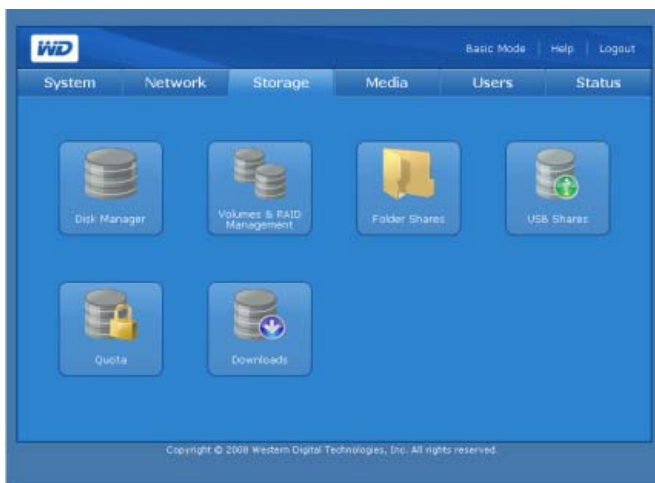 WD
Basic Mode | Help | Logout
System Network Storage Media Users Status
Disk Manager
Volumes & RAID
Management
Folder Shares
USB Shares
Quota
Downloads
Copyright © 2008 Western Digital Technologies, Inc. All rights reserved.